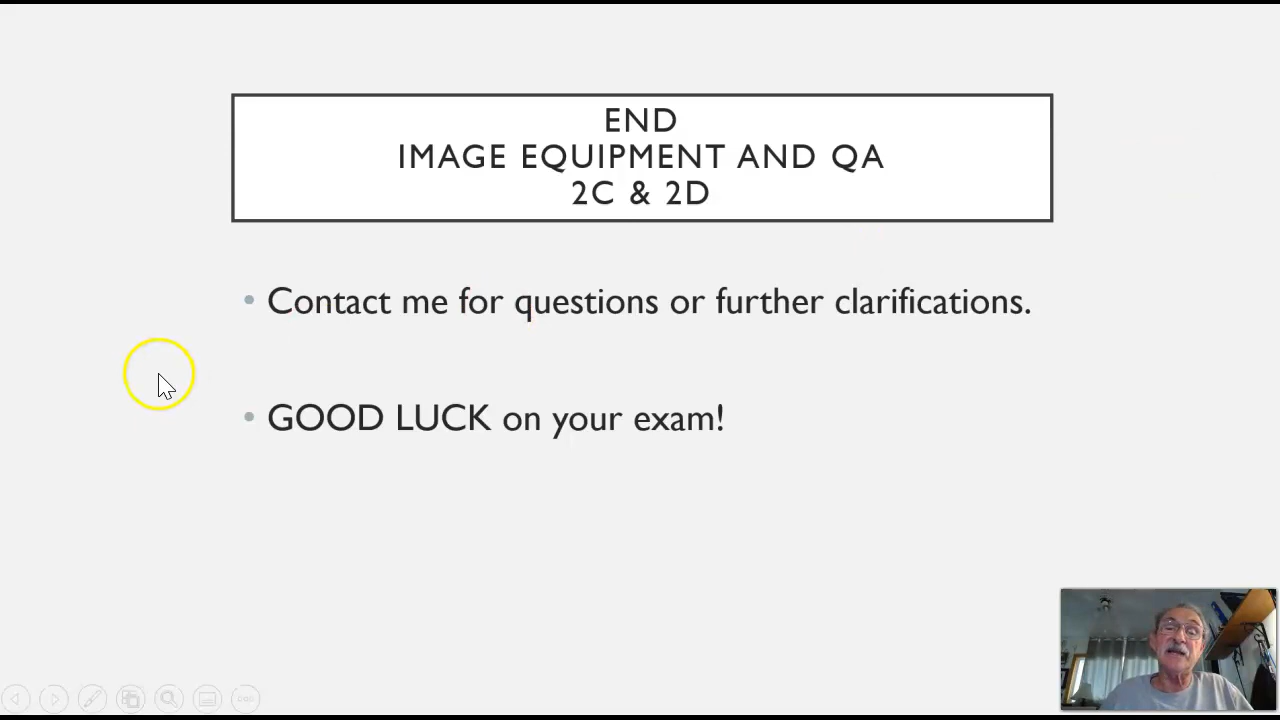 END
IMAGE EQUIPMENT AND QA
2C & 2D
• Contact me for questions or further clarifications.
• GOOD LUCK on your exam!